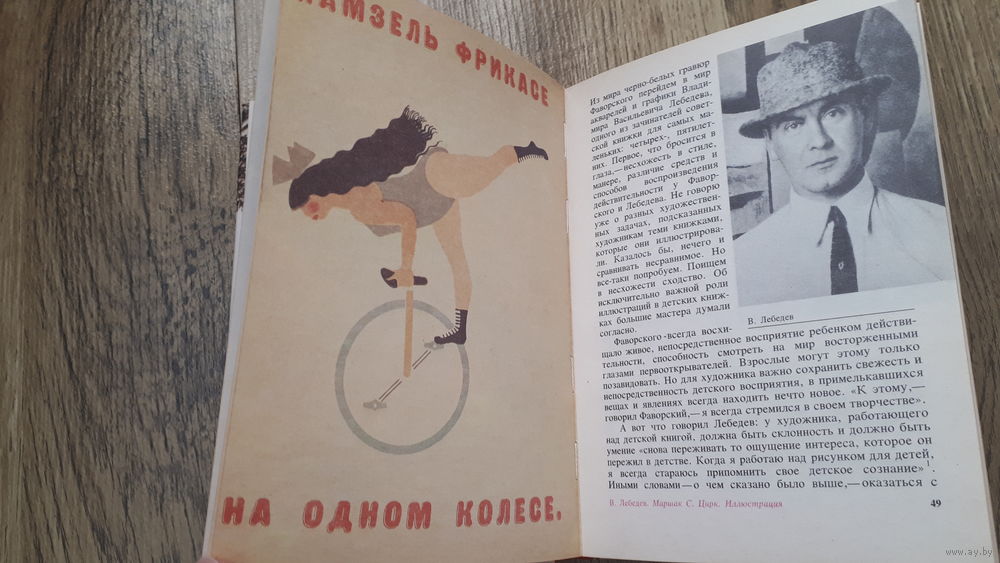 МАМЗЕЛЬ ФРИКАСЕ
НА ОДНОМ КОЛЕСЕ.
Из мира черно-белых гравюр
Фаворского перейдем в мир
акварелей и графики Влади-
мира Васильевича Лебедева,
одного из зачинателей совет-
ской книжки для самых ма-
леньких: четырех-, пятилет-
них. Первое, что бросится в
глаза,—несхожесть в стиле,
манере, различие средств и
способов воспроизведения
действительности у Фавор-
ского и Лебедева. Не говорю
уже о разных художествен-
ных задачах, подсказанных
художникам теми книжками,
которые они иллюстрирова-
ли. Казалось бы, нечего и
сравнивать несравнимое. Но
все-таки попробуем. Поищем
в несхожести сходство. Об
исключительно важной роли
иллюстраций в детских книж-
ках большие мастера думали
согласно.
В. Лебедев
Фаворский всегда восхи-
щало живое, непосредственное восприятие ребенком действи-
тельности, способность смотреть на мир восторженными
глазами первооткрывателей. Взрослые могут этому только
позавидовать. Но для художника важно сохранить свежесть и
непосредственность детского восприятия, в примелькавшихся
вещах и явлениях всегда находить нечто новое. «К этому,—
говорил Фаворский,— я всегда стремился в своем творчестве».
А вот что говорил Лебедев: у художника, работающего
над детской книгой, должна быть склонность и должно быть
умение «снова переживать то ощущение интереса, которое он
пережил в детстве. Когда я работаю над рисунком для детей,
я всегда стараюсь припомнить свое детское сознание»¹.
Иными словами—о чем сказано было выше,— оказаться с
В. Лебедев. Маршак С. Цирк. Иллюстрация
49
www.ay.by